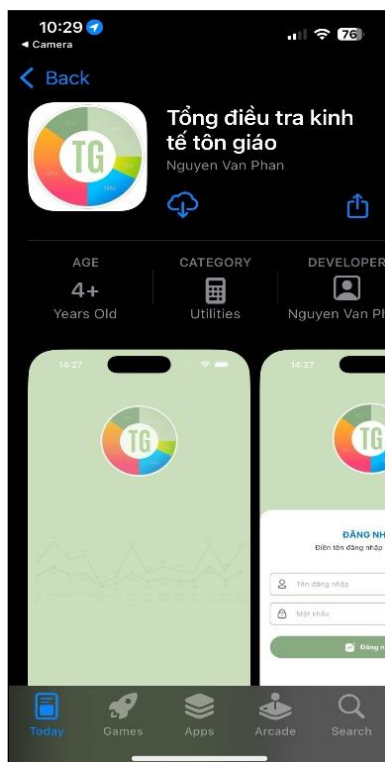 10:29
76
◀ Camera
Back
TG
Tổng điều tra kinh
tế tôn giáo
Nguyen Van Phan
AGE
CATEGORY
DEVELOPER
4+
Years Old
Utilities
Nguyen Van Ph
14:27
14:27
TG
TG
ĐĂNG NH
Điền tên đăng nhập
Tên đăng nhập
Mật khẩu
Đăng n
Today
Games
Apps
Arcade
Search